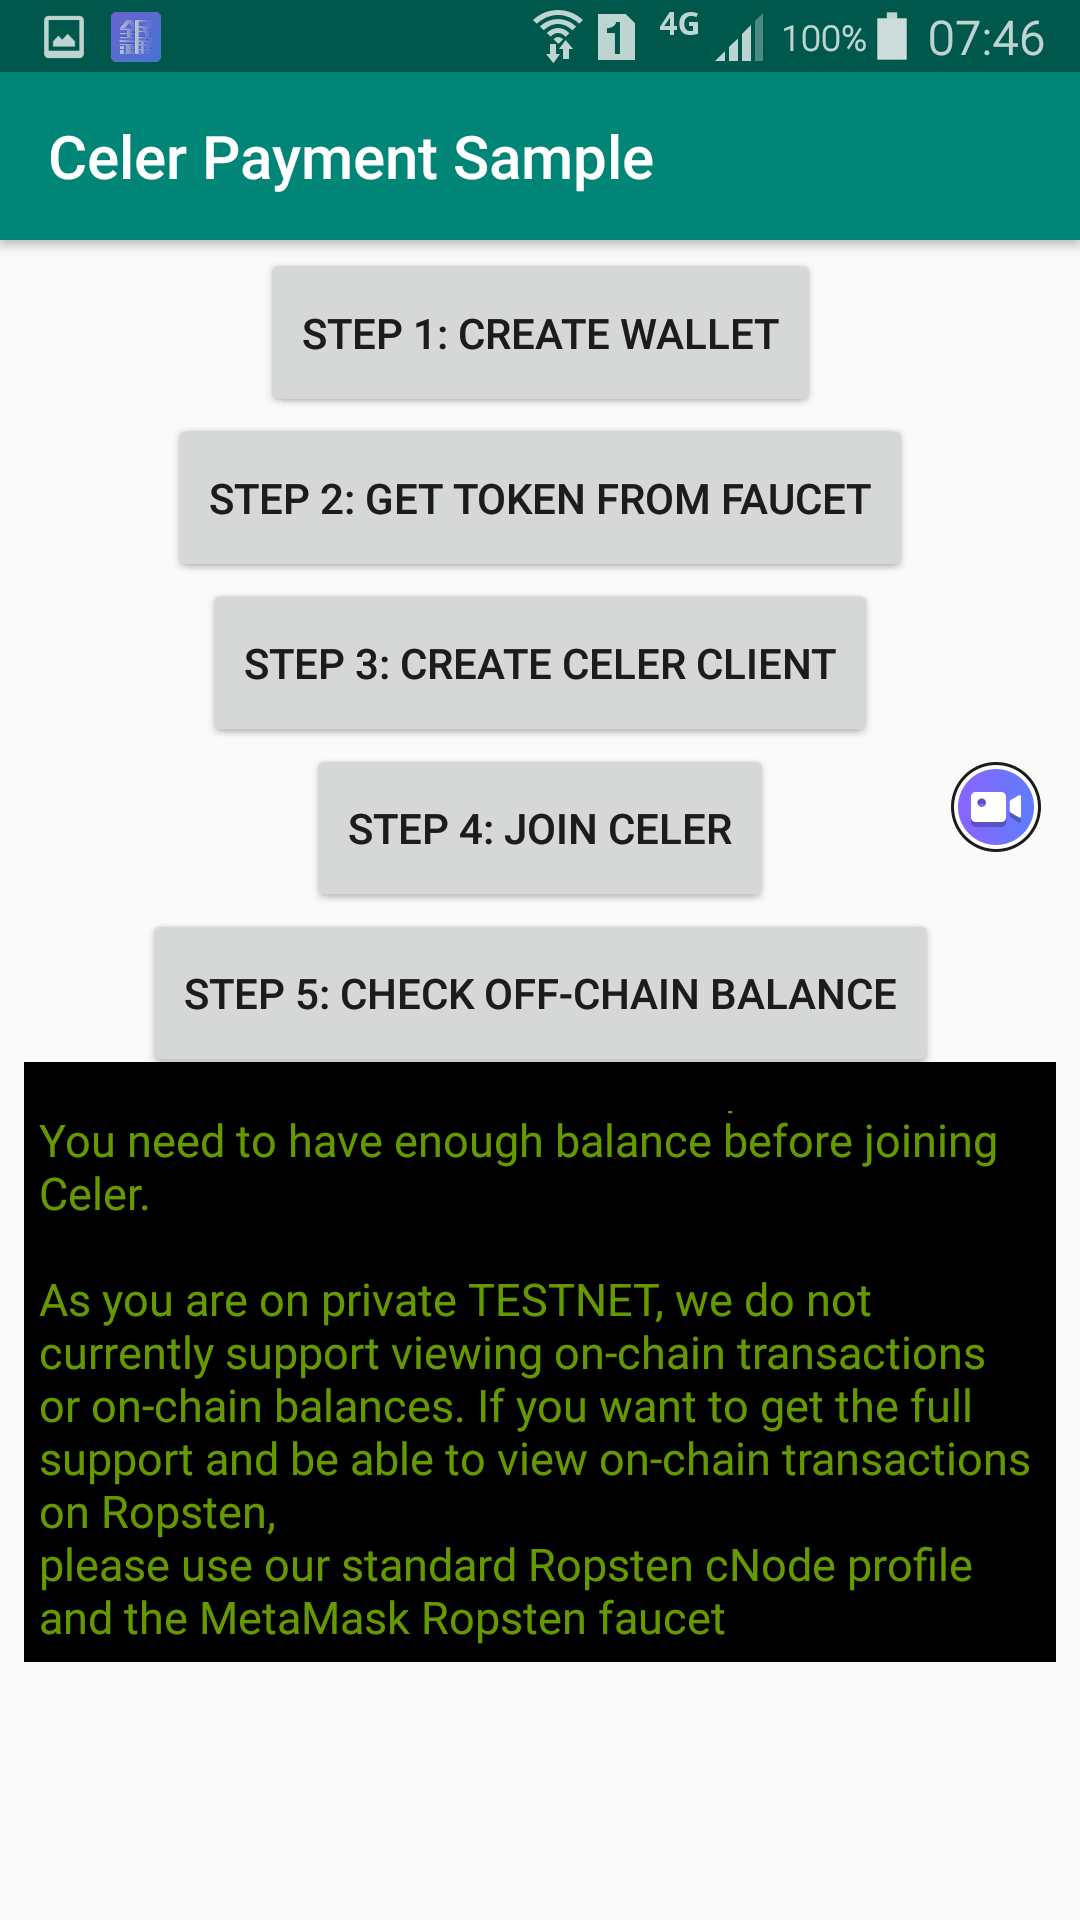 1 4G 100% 07:46
Celer Payment Sample
STEP 1: CREATE WALLET
STEP 2: GET TOKEN FROM FAUCET
STEP 3: CREATE CELER CLIENT
STEP 4: JOIN CELER
STEP 5: CHECK OFF-CHAIN BALANCE
You need to have enough balance before joining
Celer.
As you are on private TESTNET, we do not
currently support viewing on-chain transactions
or on-chain balances. If you want to get the full
support and be able to view on-chain transactions
on Ropsten,
please use our standard Ropsten cNode profile
and the MetaMask Ropsten faucet